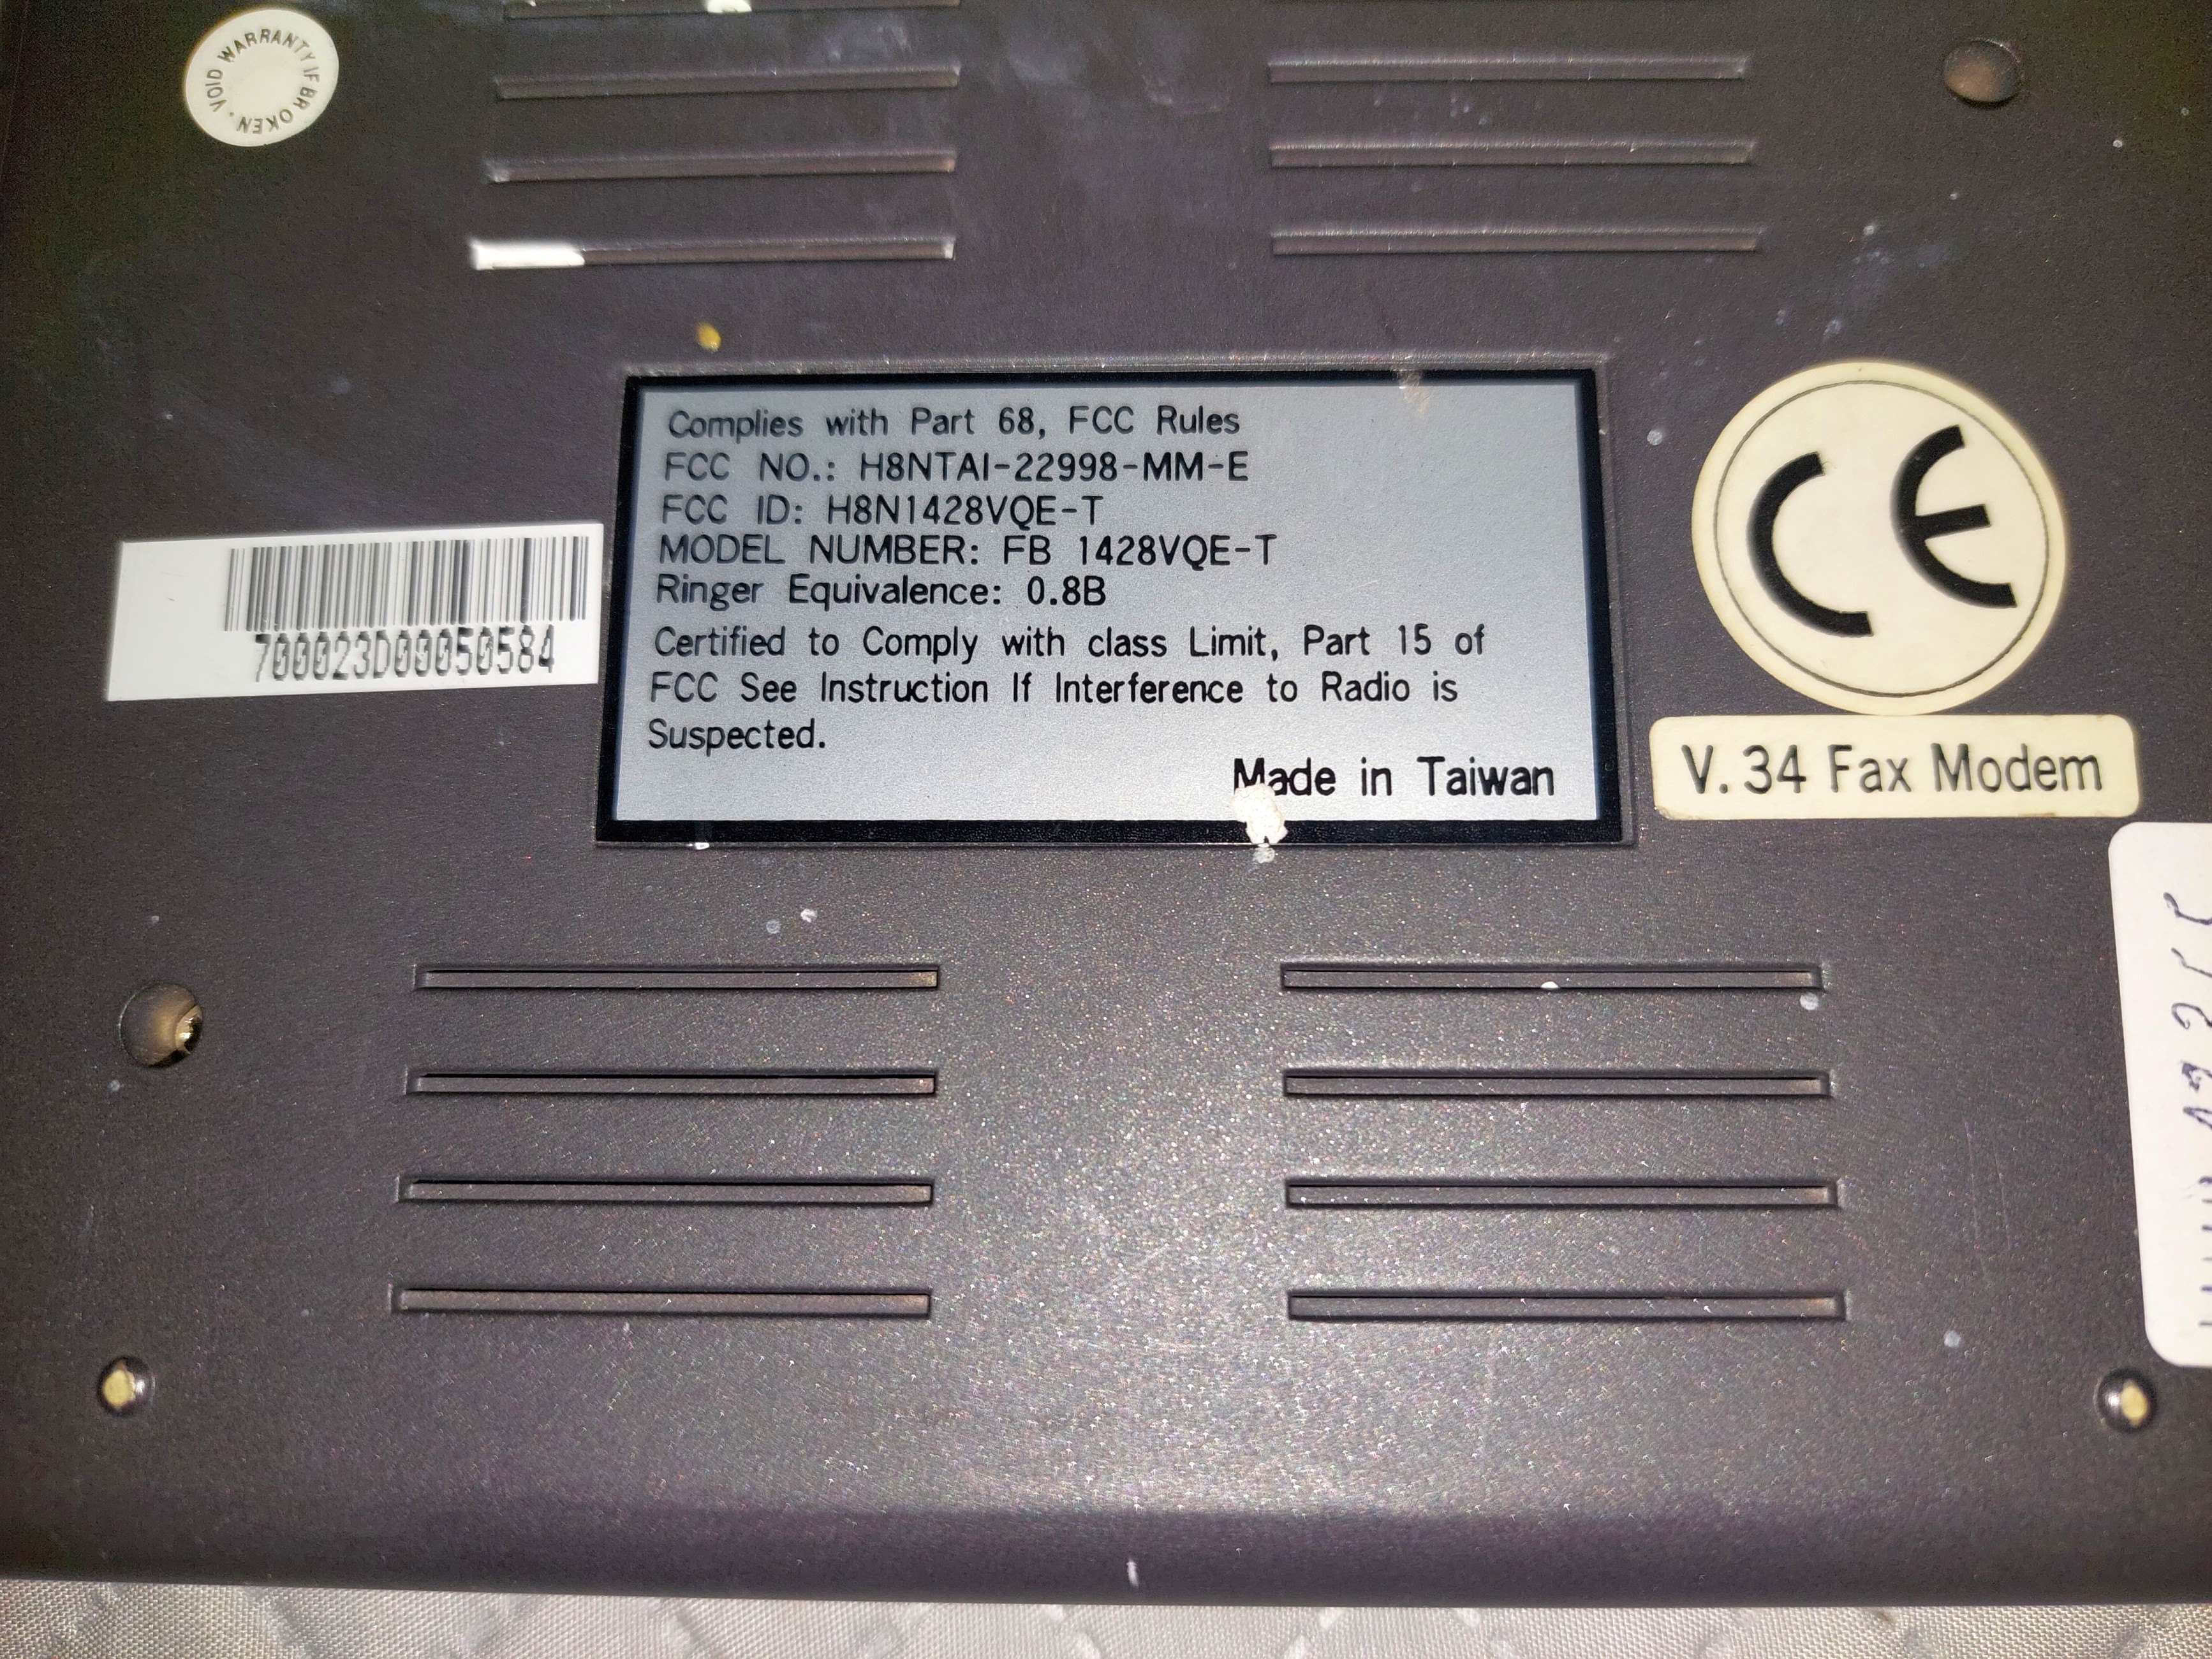 VOID WARRANTY IF BROKEN
Complies with Part 68, FCC Rules
FCC NO.: H8NTAI-22998-MM-E
FCC ID: H8N1428VQE-T
MODEL NUMBER: FB 1428VQE-T
Ringer Equivalence: 0.8B
Certified to Comply with class Limit, Part 15 of
FCC See Instruction If Interference to Radio is
Suspected.
Made in Taiwan
700023D00050584
CE
V.34 Fax Modem